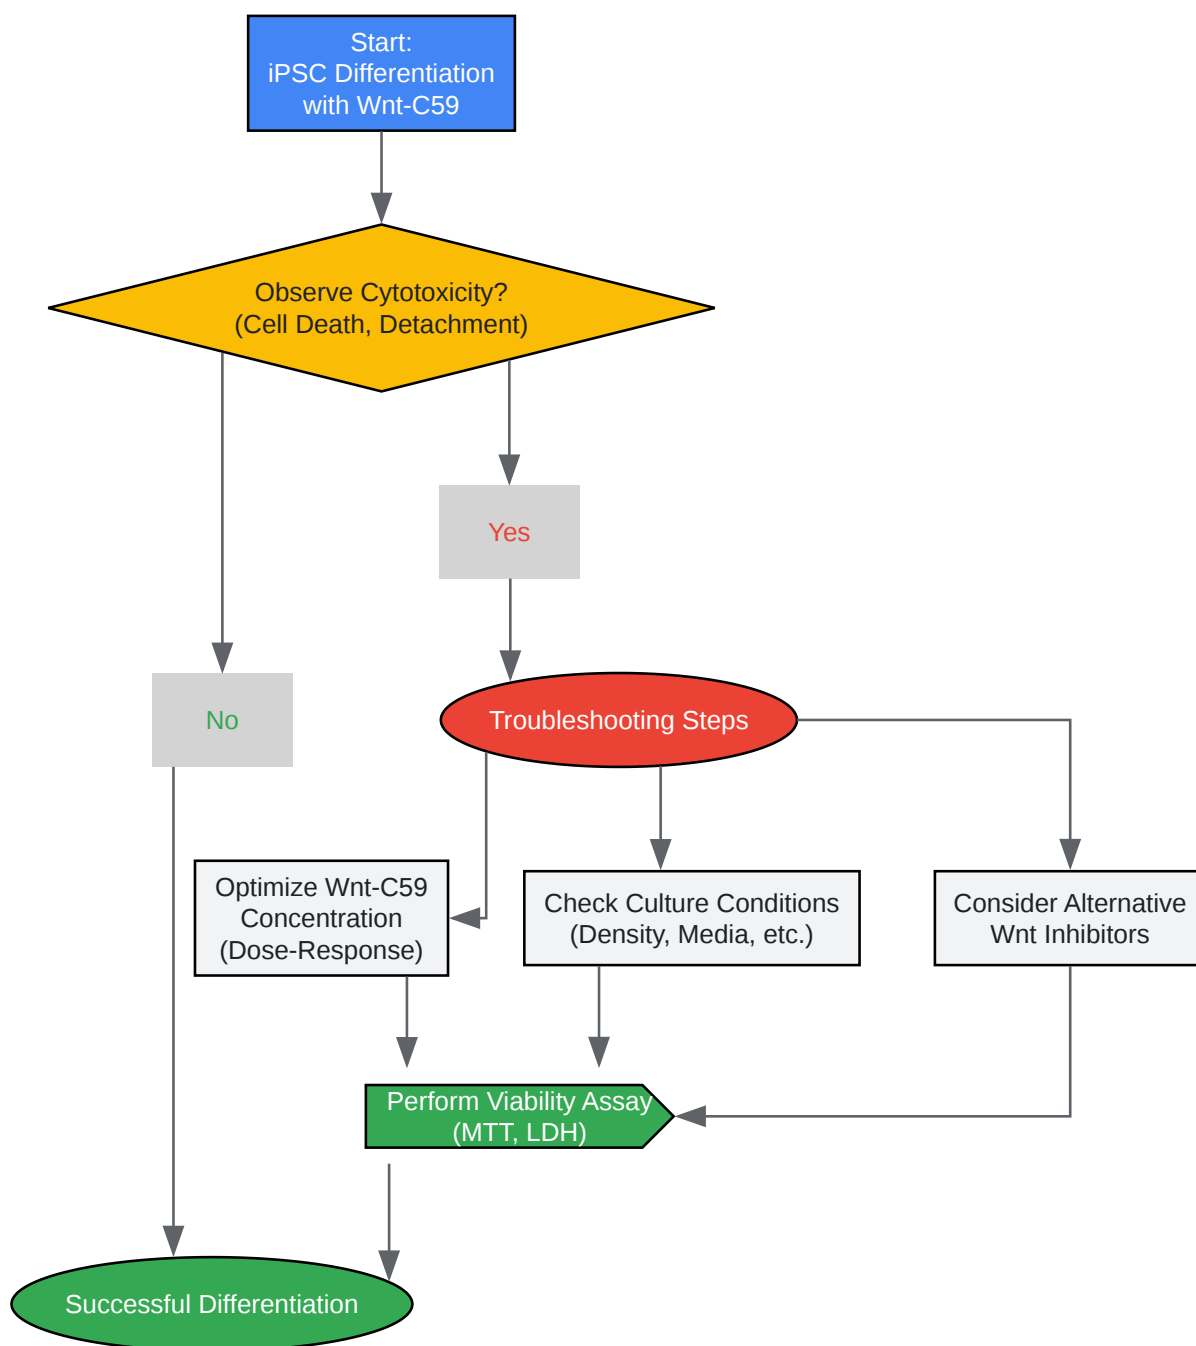 Start:
iPSC Differentiation
with Wnt-C59
Observe Cytotoxicity?
(Cell Death, Detachment)
Yes
No
Troubleshooting Steps
Optimize Wnt-C59
Concentration
(Dose-Response)
Check Culture Conditions
(Density, Media, etc.)
Consider Alternative
Wnt Inhibitors
Perform Viability Assay
(MTT, LDH)
Successful Differentiation